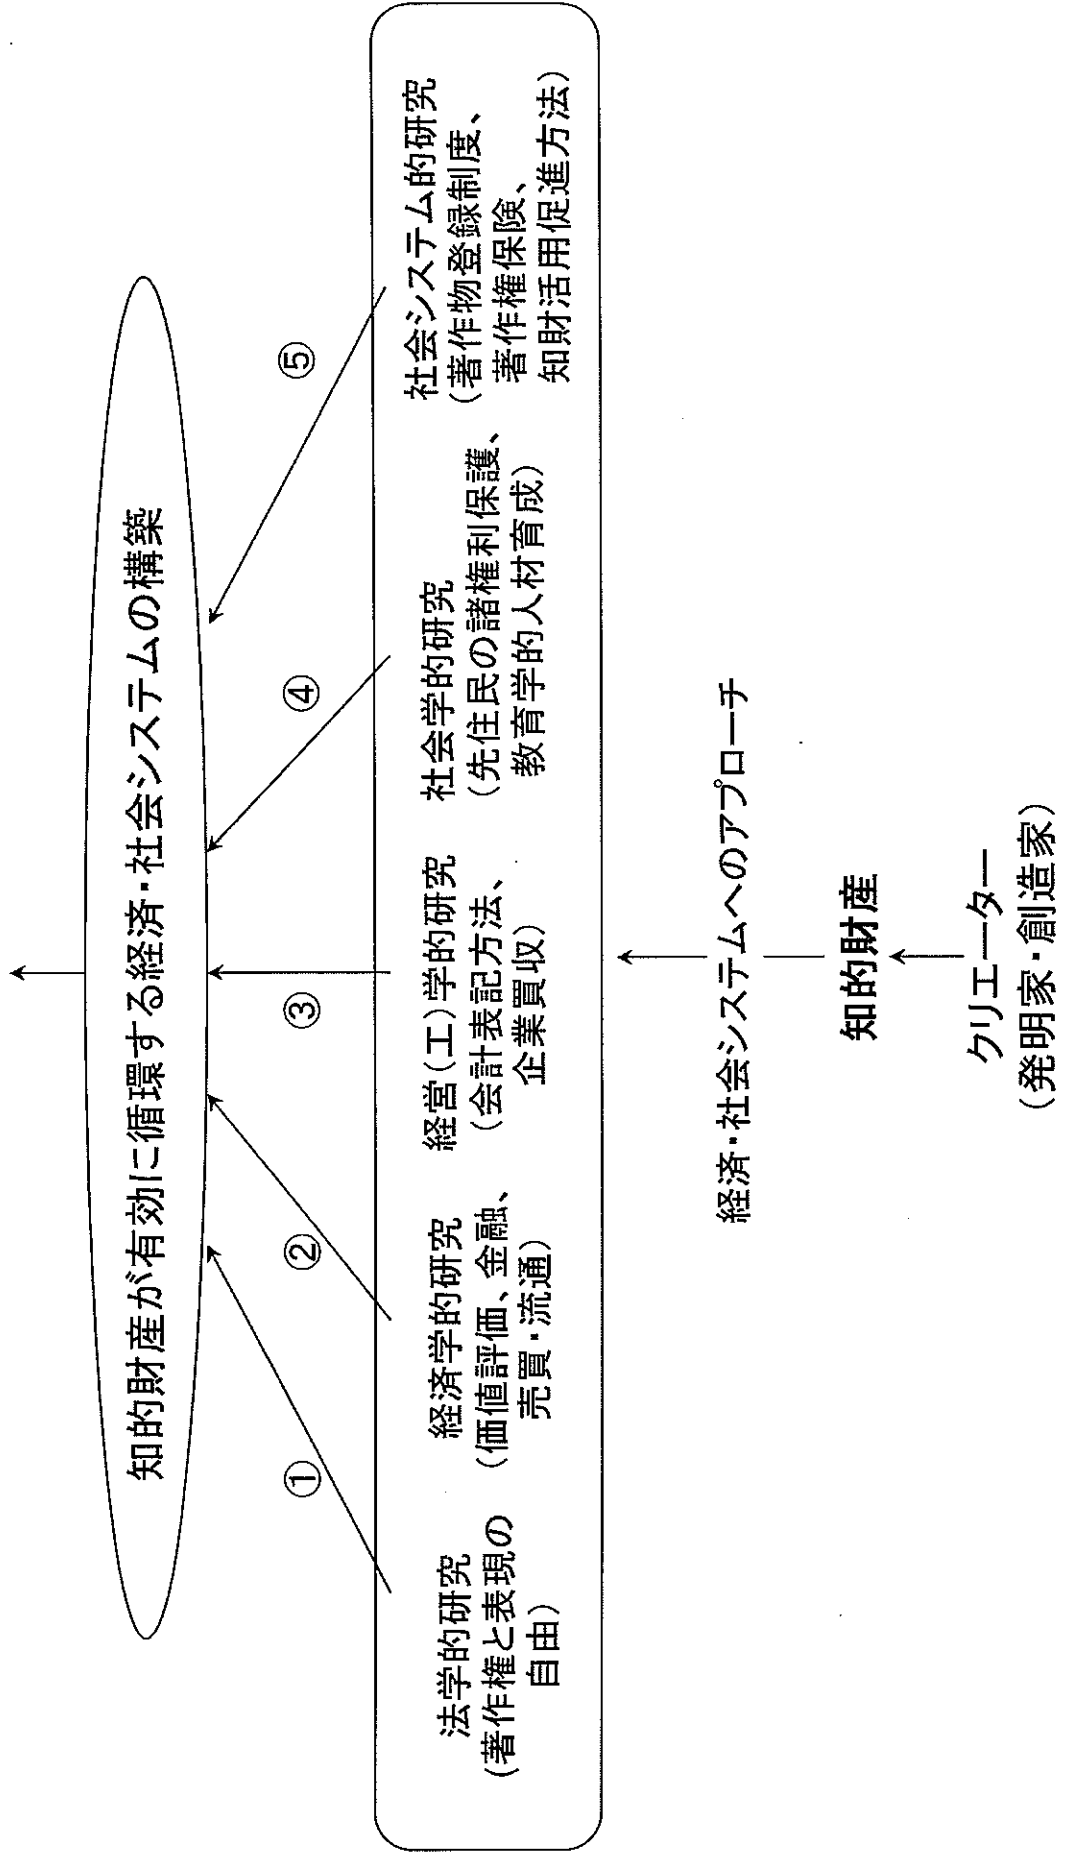 知的財産が有効に循環する経済・社会システムの構築
①
②
③
④
⑤
法学的研究
(著作権と表現の
自由)
経済学的研究
(価値評価、金融、
売買・流通)
経営(工)学的研究
(会計表記方法、
企業買収)
社会学的研究
(先住民の諸権利保護、
教育学的人材育成)
社会システム的研究
(著作物登録制度、
著作権保険、
知財活用促進方法)
経済・社会システムへのアプローチ
知的財産
クリエーター
(発明家・創造家)